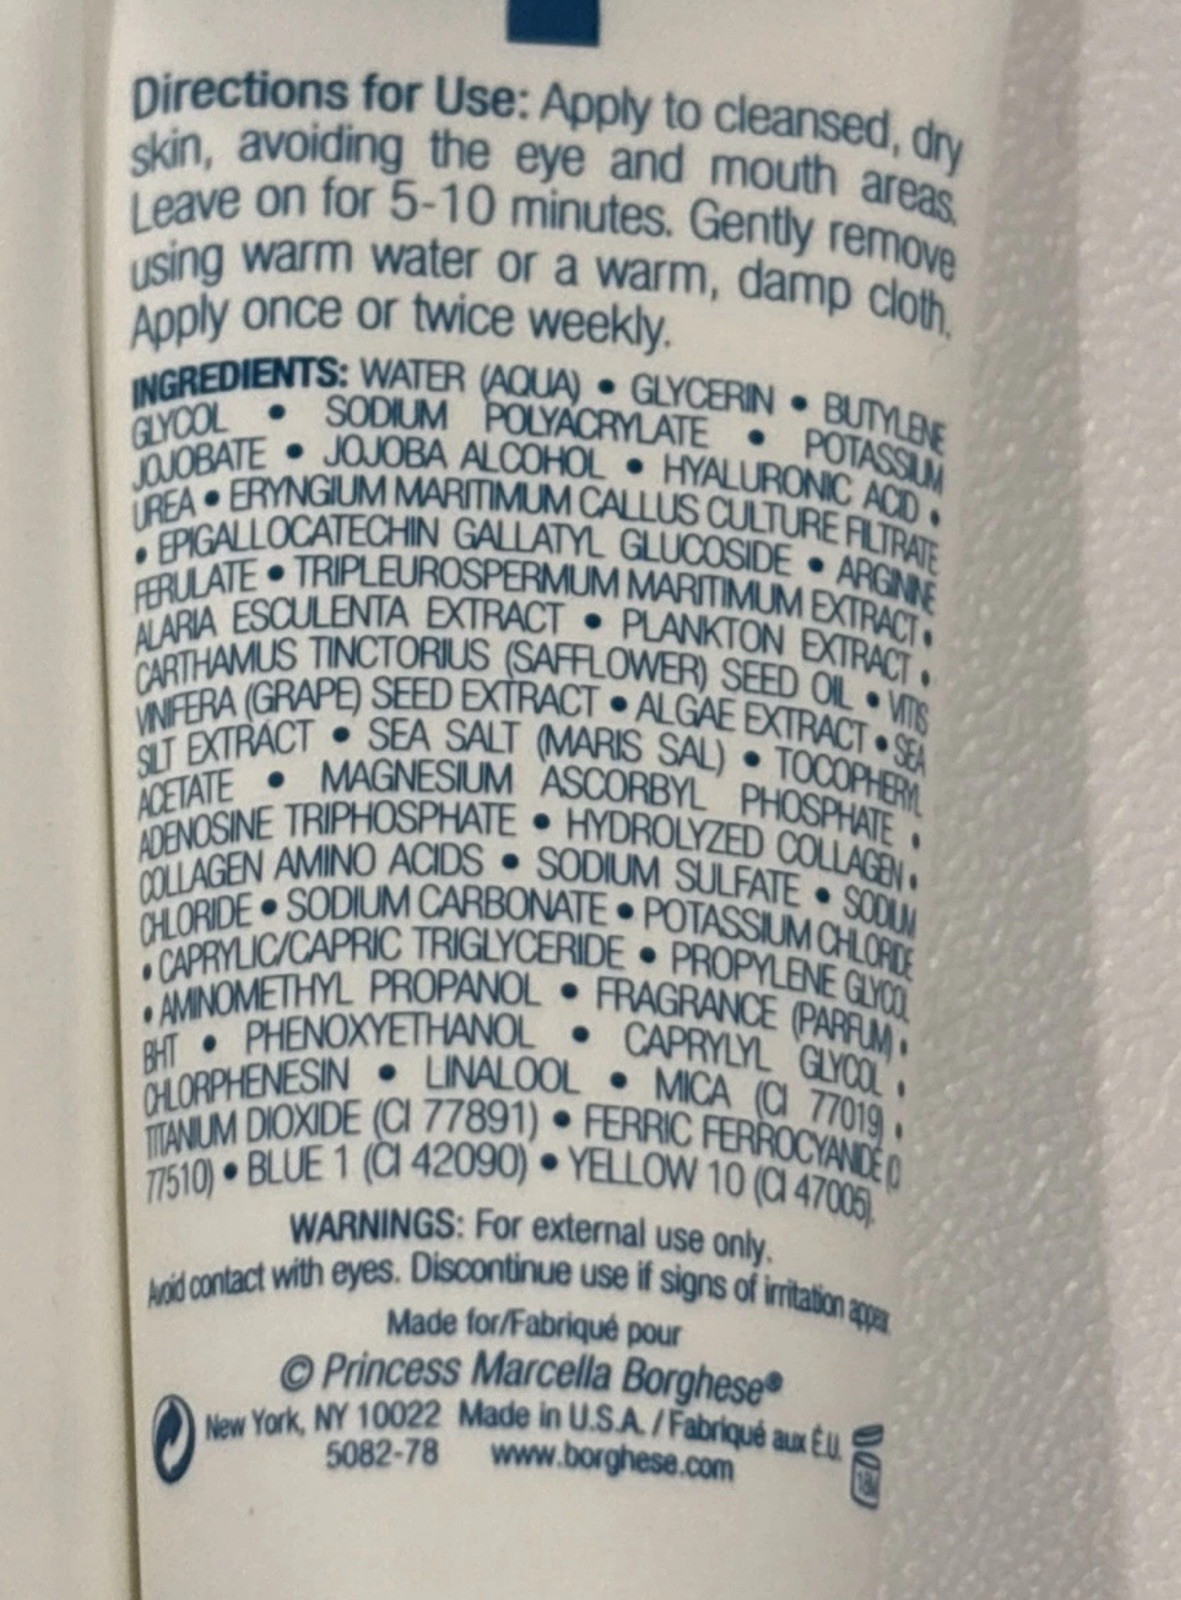 Directions for Use: Apply to cleansed, dry
skin, avoiding the eye and mouth areas.
Leave on for 5-10 minutes. Gently remove
using warm water or a warm, damp cloth.
Apply once or twice weekly.
INGREDIENTS: WATER (AQUA) • GLYCERIN • BUTYLENE
GLYCOL • SODIUM POLYACRYLATE • POTASSIUM
JOJOBATE • JOJOBA ALCOHOL • HYALURONIC ACID •
UREA • ERYNGIUM MARITIMUM CALLUS CULTURE FILTRATE
• EPIGALLOCATECHIN GALLATYL GLUCOSIDE • ARGININE
FERULATE • TRIPLEUROSPERMUM MARITIMUM EXTRACT •
ALARIA ESCULENTA EXTRACT • PLANKTON EXTRACT •
CARTHAMUS TINCTORIUS (SAFFLOWER) SEED OIL • VITIS
VINIFERA (GRAPE) SEED EXTRACT • ALGAE EXTRACT • SEA
SILT EXTRACT • SEA SALT (MARIS SAL) • TOCOPHERYL
ACETATE • MAGNESIUM ASCORBYL PHOSPHATE •
ADENOSINE TRIPHOSPHATE • HYDROLYZED COLLAGEN •
COLLAGEN AMINO ACIDS • SODIUM SULFATE • SODIUM
CHLORIDE • SODIUM CARBONATE • POTASSIUM CHLORIDE
• CAPRYLIC/CAPRIC TRIGLYCERIDE • PROPYLENE GLYCOL
• AMINOMETHYL PROPANOL • FRAGRANCE (PARFUM) •
BHT • PHENOXYETHANOL • CAPRYLYL GLYCOL •
CHLORPHENESIN • LINALOOL • MICA (CI 77019) •
TITANIUM DIOXIDE (CI 77891) • FERRIC FERROCYANIDE (CI
77510) • BLUE 1 (CI 42090) • YELLOW 10 (CI 47005).
WARNINGS: For external use only.
Avoid contact with eyes. Discontinue use if signs of irritation appear.
Made for/Fabriqué pour
© Princess Marcella Borghese®
New York, NY 10022 Made in U.S.A. / Fabriqué aux É.U.
5082-78 www.borghese.com
18M